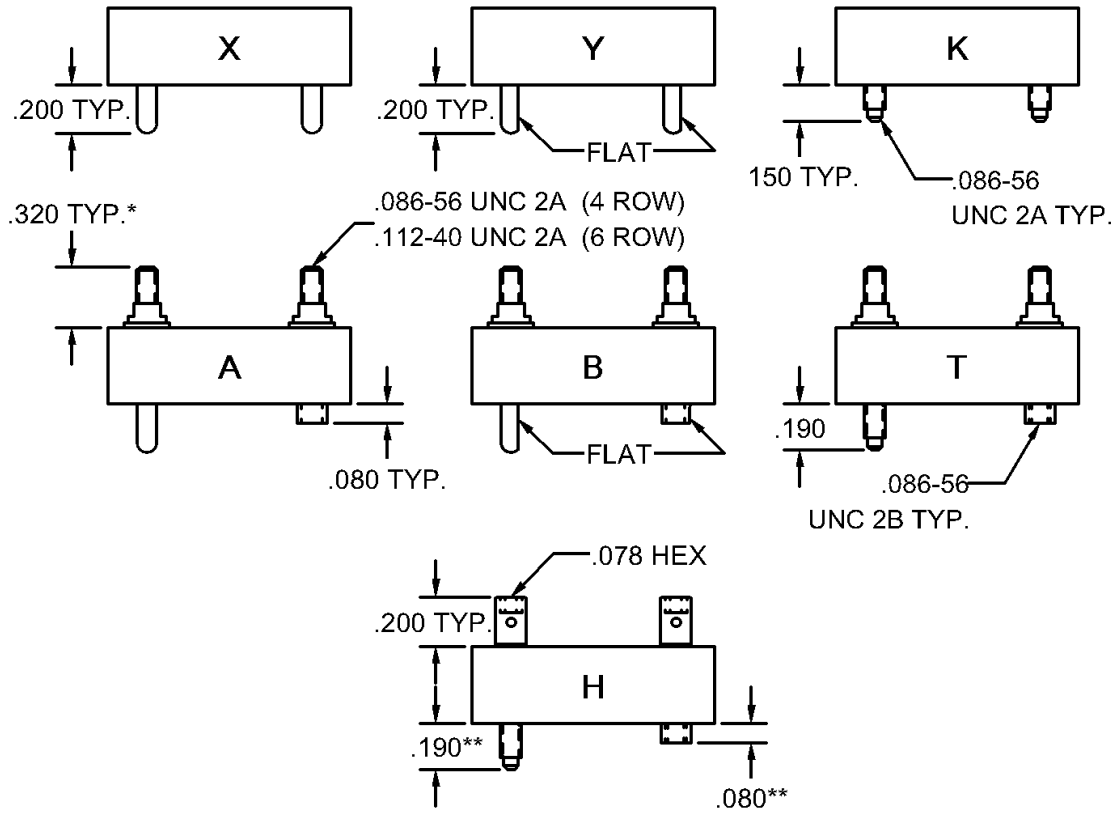 X
Y
K
.200 TYP.
.200 TYP.
FLAT
150 TYP.
.086-56
UNC 2A TYP.
.320 TYP.*
.086-56 UNC 2A (4 ROW)
.112-40 UNC 2A (6 ROW)
A
B
T
.080 TYP.
FLAT
.190
.086-56
UNC 2B TYP.
.078 HEX
.200 TYP.
H
.190**
.080**